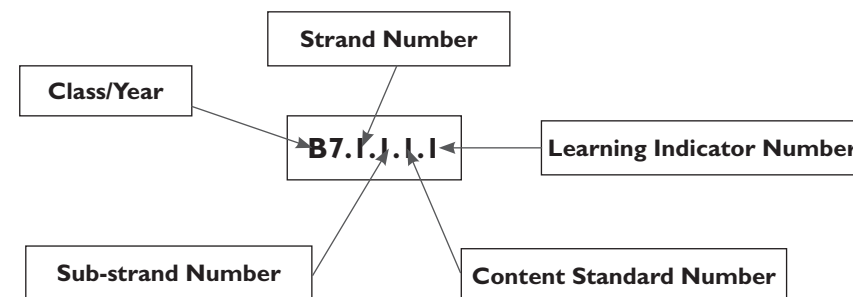 Strand Number
Class/Year
B7.1.1.1.1
Learning Indicator Number
Sub-strand Number
Content Standard Number